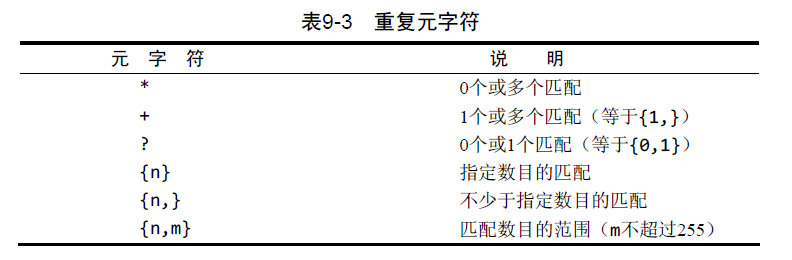 表9-3 重复元字符
元 字 符 说 明
* 0个或多个匹配
+ 1个或多个匹配（等于{1,}）
? 0个或1个匹配（等于{0,1}）
{n} 指定数目的匹配
{n,} 不少于指定数目的匹配
{n,m} 匹配数目的范围（m不超过255）